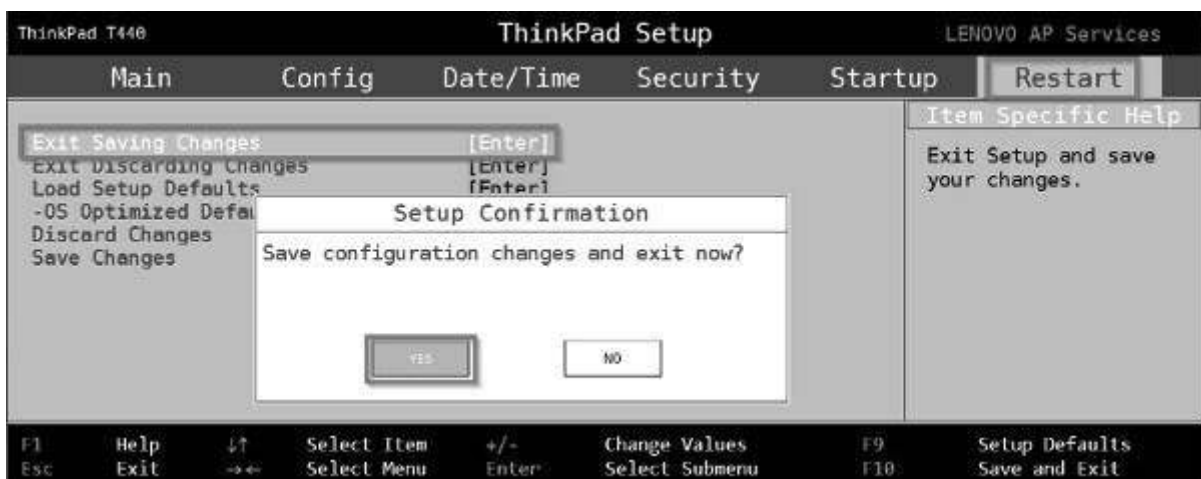 ThinkPad T440 ThinkPad Setup LENOVO AP Services
Main Config Date/Time Security Startup Restart
Item Specific Help
Exit Setup and save
your changes.
Exit Saving Changes [Enter]
Exit Discarding Changes [Enter]
Load Setup Defaults [Enter]
-OS Optimized Defau
Discard Changes
Save Changes
Setup Confirmation
Save configuration changes and exit now?
YES NO
F1 Help ↓↑ Select Item +/- Change Values F9 Setup Defaults
Esc Exit →← Select Menu Enter Select Submenu F10 Save and Exit